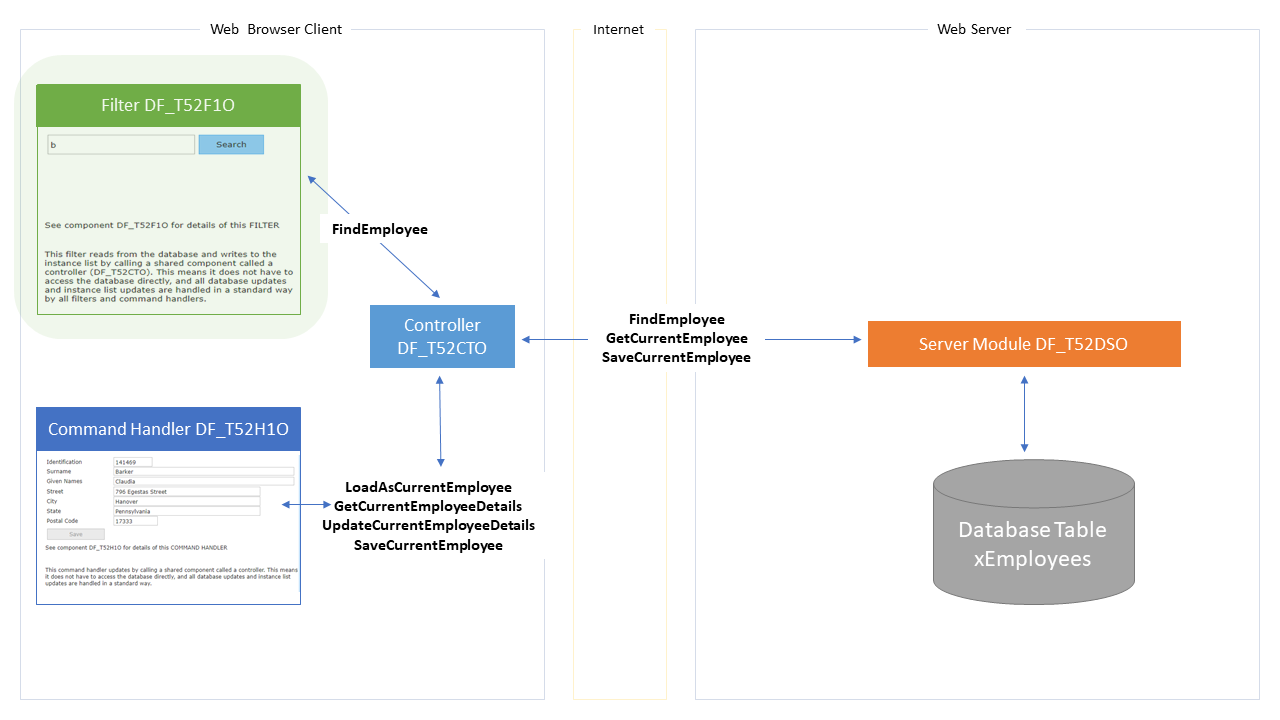 Web Browser Client
Internet
Web Server
Filter DF_T52F1O
b
Search
See component DF_T52F1O for details of this FILTER
This filter reads from the database and writes to the
instance list by calling a shared component called a
controller (DF_T52CTO). This means it does not have to
access the database directly, and all database updates
and instance list updates are handled in a standard way
by all filters and command handlers.
FindEmployee
Controller
DF_T52CTO
FindEmployee
GetCurrentEmployee
SaveCurrentEmployee
Server Module DF_T52DSO
Command Handler DF_T52H1O
Identification 141469
Surname Barker
Given Names Claudia
Street 796 Egestas Street
City Hanover
State Pennsylvania
Postal Code 17333
Save
See component DF_T52H1O for details of this COMMAND HANDLER
This command handler updates by calling a shared component called a controller. This means
it does not have to access the database directly, and all database updates and instance list
updates are handled in a standard way.
LoadAsCurrentEmployee
GetCurrentEmployeeDetails
UpdateCurrentEmployeeDetails
SaveCurrentEmployee
Database Table
xEmployees